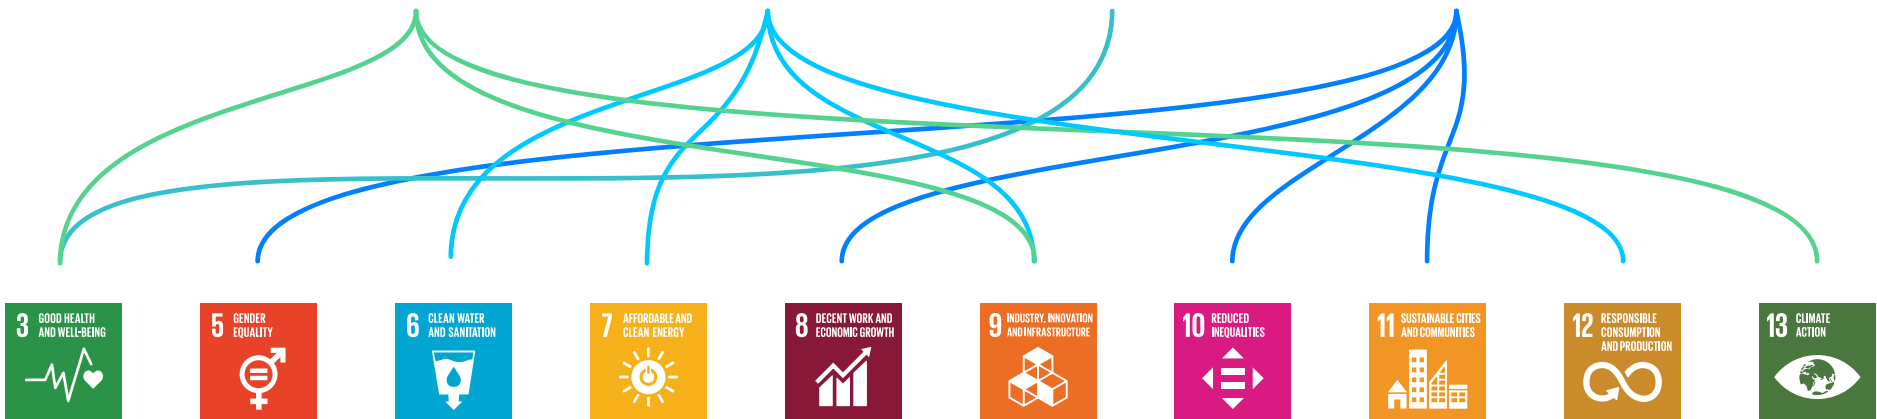 3 GOOD HEALTH
AND WELL-BEING
5 GENDER
EQUALITY
6 CLEAN WATER
AND SANITATION
7 AFFORDABLE AND
CLEAN ENERGY
8 DECENT WORK AND
ECONOMIC GROWTH
9 INDUSTRY, INNOVATION
AND INFRASTRUCTURE
10 REDUCED
INEQUALITIES
11 SUSTAINABLE CITIES
AND COMMUNITIES
12 RESPONSIBLE
CONSUMPTION
AND PRODUCTION
13 CLIMATE
ACTION